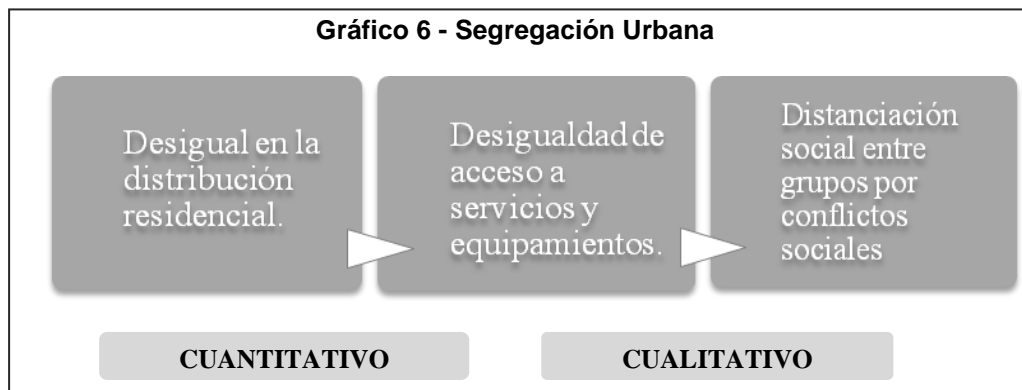 Gráfico 6 - Segregación Urbana
Desigual en la
distribución
residencial.
Desigualdad de
acceso a
servicios y
equipamientos.
Distanciación
social entre
grupos por
conflictos
sociales
CUANTITATIVO
CUALITATIVO